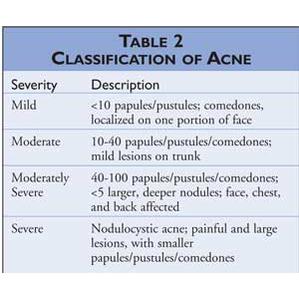 TABLE 2
CLASSIFICATION OF ACNE
Severity Description
Mild <10 papules/pustules; comedones,
localized on one portion of face
Moderate 10-40 papules/pustules/comedones;
mild lesions on trunk
Moderately 40-100 papules/pustules/comedones;
Severe <5 larger, deeper nodules; face, chest,
and back affected
Severe Nodulocystic acne; painful and large
lesions, with smaller
papules/pustules/comedones